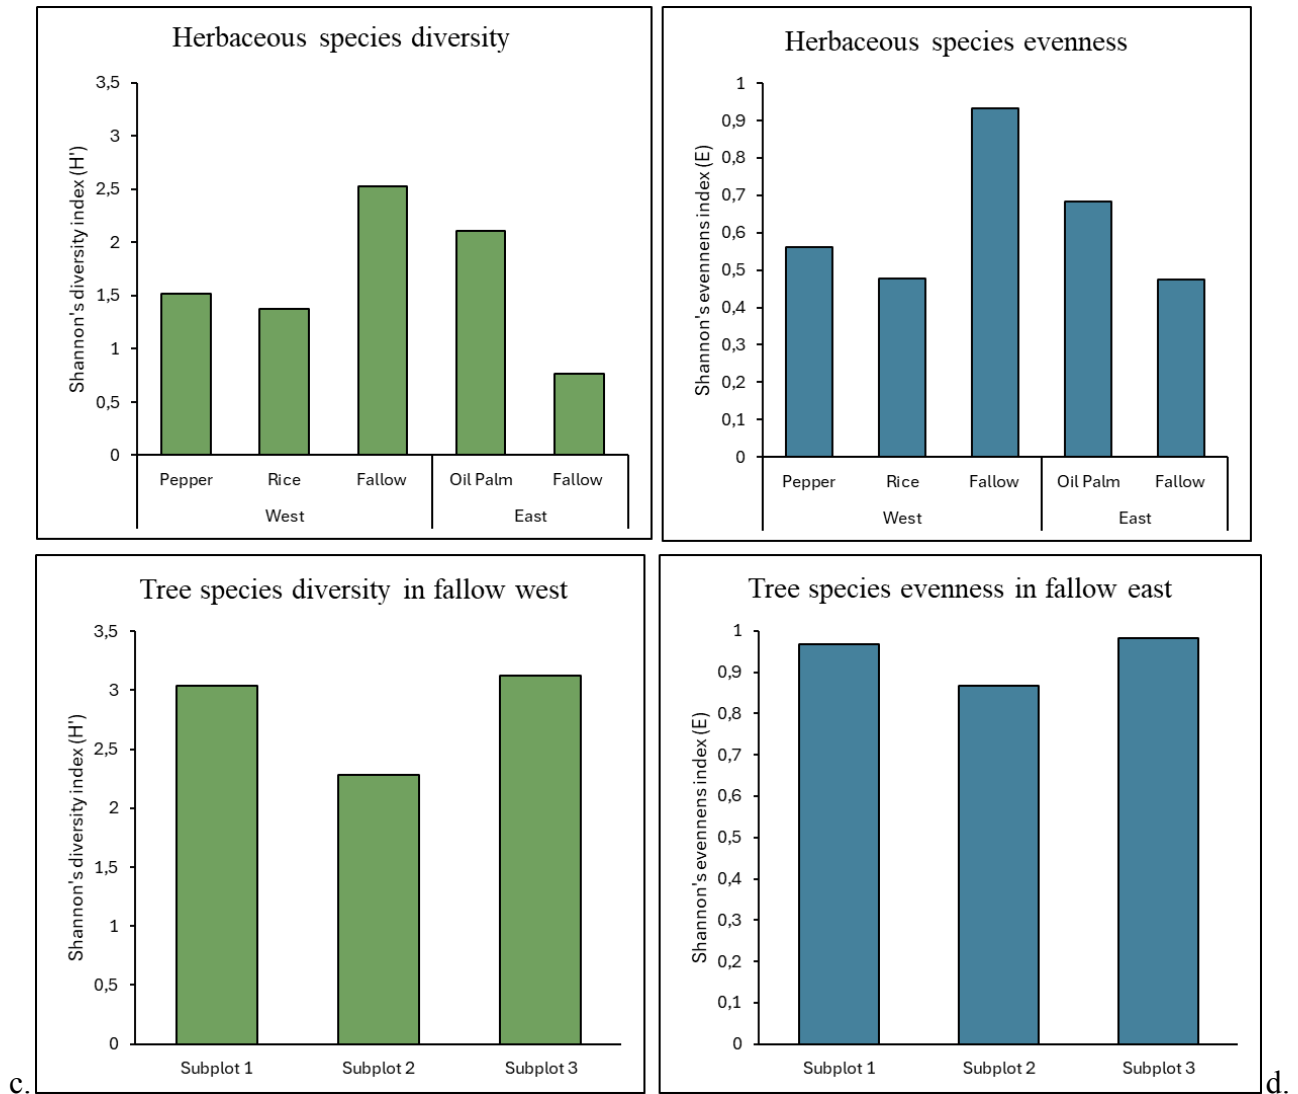 Herbaceous species diversity
Shannon's diversity index (H')
3,5
3
2,5
2
1,5
1
0,5
0
Pepper Rice Fallow Oil Palm Fallow
West East
Herbaceous species evenness
Shannon's evennens index (E)
1
0,9
0,8
0,7
0,6
0,5
0,4
0,3
0,2
0,1
0
Pepper Rice Fallow Oil Palm Fallow
West East
Tree species diversity in fallow west
Shannon's diversity index (H')
3,5
3
2,5
2
1,5
1
0,5
0
Subplot 1 Subplot 2 Subplot 3
c.
Tree species evenness in fallow east
Shannon's evennens index (E)
1
0,9
0,8
0,7
0,6
0,5
0,4
0,3
0,2
0,1
0
Subplot 1 Subplot 2 Subplot 3
d.